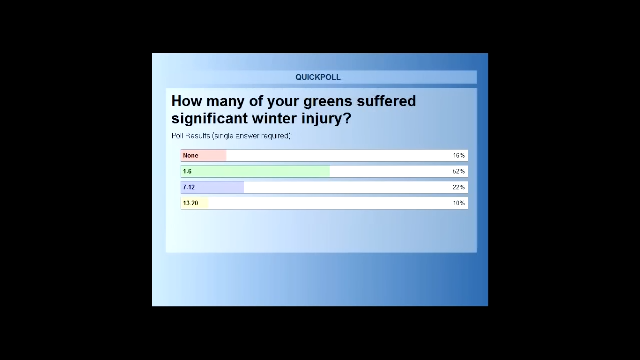 QUICKPOLL
How many of your greens suffered
significant winter injury?
Poll Results (single answer required)
None 16%
1-6 52%
7-12 22%
13-20 10%